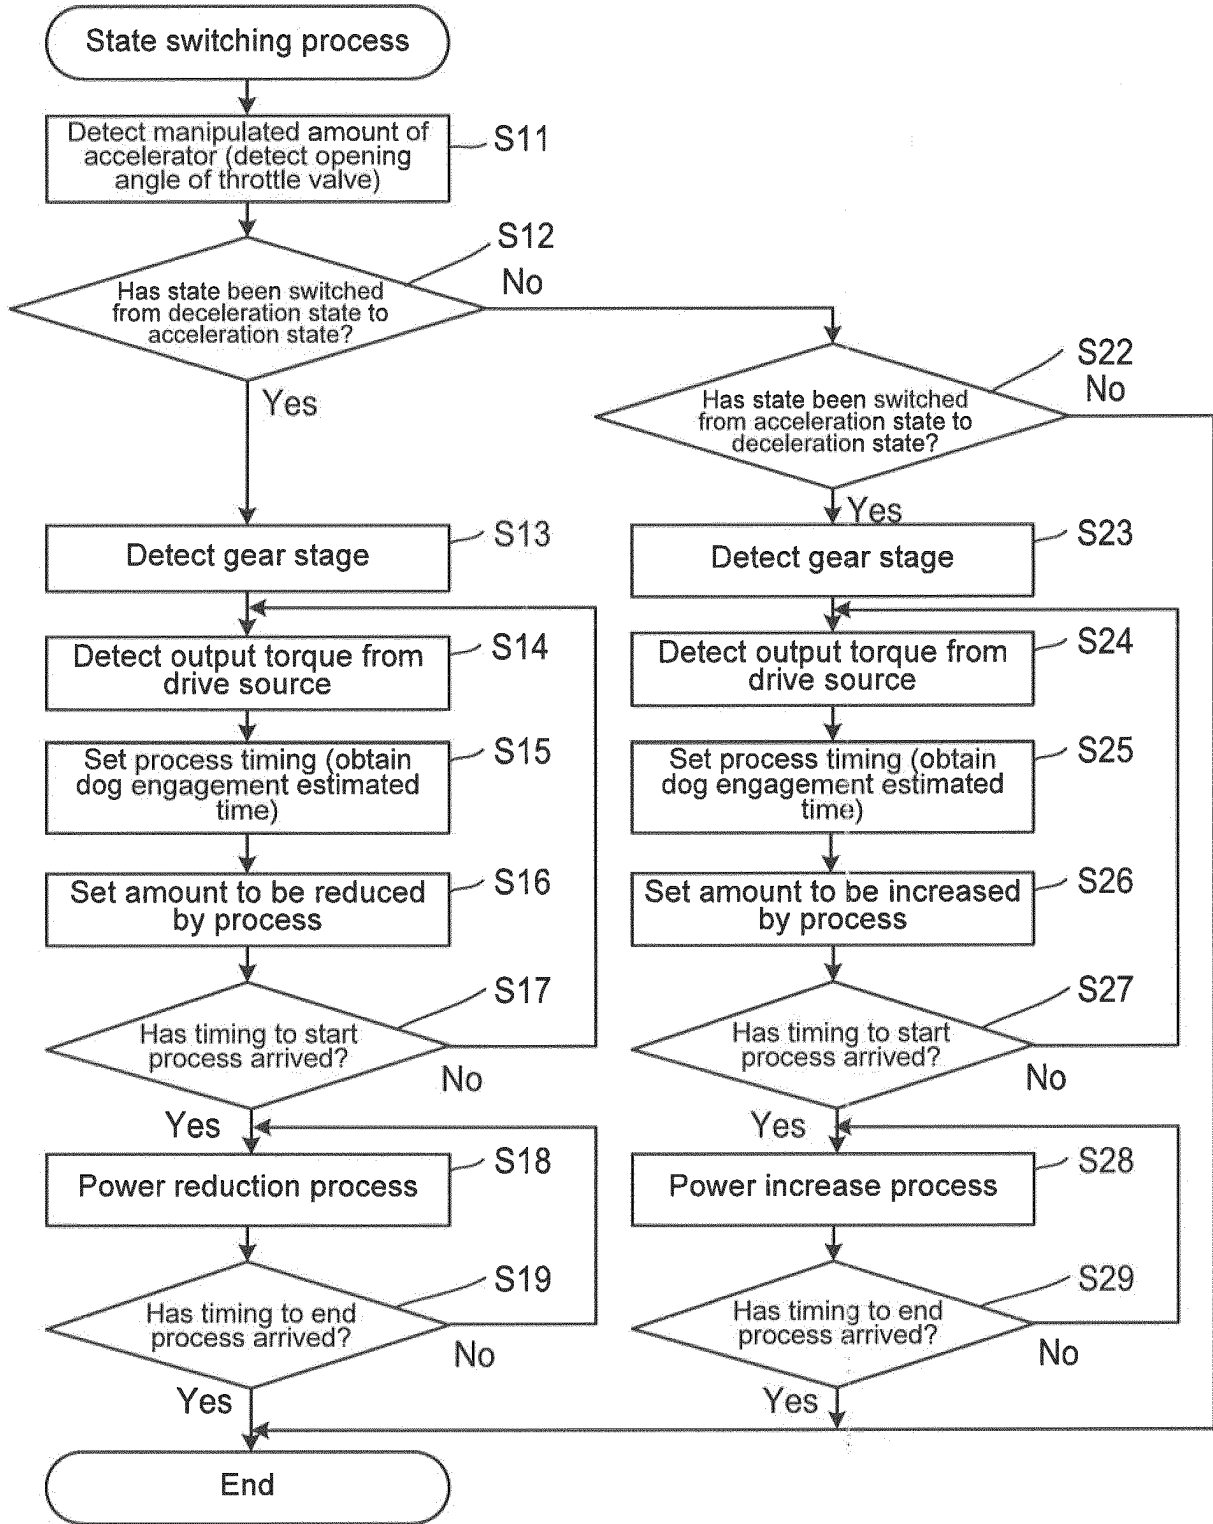 State switching process
Detect manipulated amount of
accelerator (detect opening
angle of throttle valve)
S11
S12
Has state been switched
from deceleration state to
acceleration state?
No
Yes
S22
Has state been switched
from acceleration state to
deceleration state?
No
Yes
S13
Detect gear stage
S14
Detect output torque from
drive source
S15
Set process timing (obtain
dog engagement estimated
time)
S16
Set amount to be reduced
by process
S17
Has timing to start
process arrived?
No
Yes
S18
Power reduction process
S19
Has timing to end
process arrived?
No
Yes
S23
Detect gear stage
S24
Detect output torque from
drive source
S25
Set process timing (obtain
dog engagement estimated
time)
S26
Set amount to be increased
by process
S27
Has timing to start
process arrived?
No
Yes
S28
Power increase process
S29
Has timing to end
process arrived?
No
Yes
End